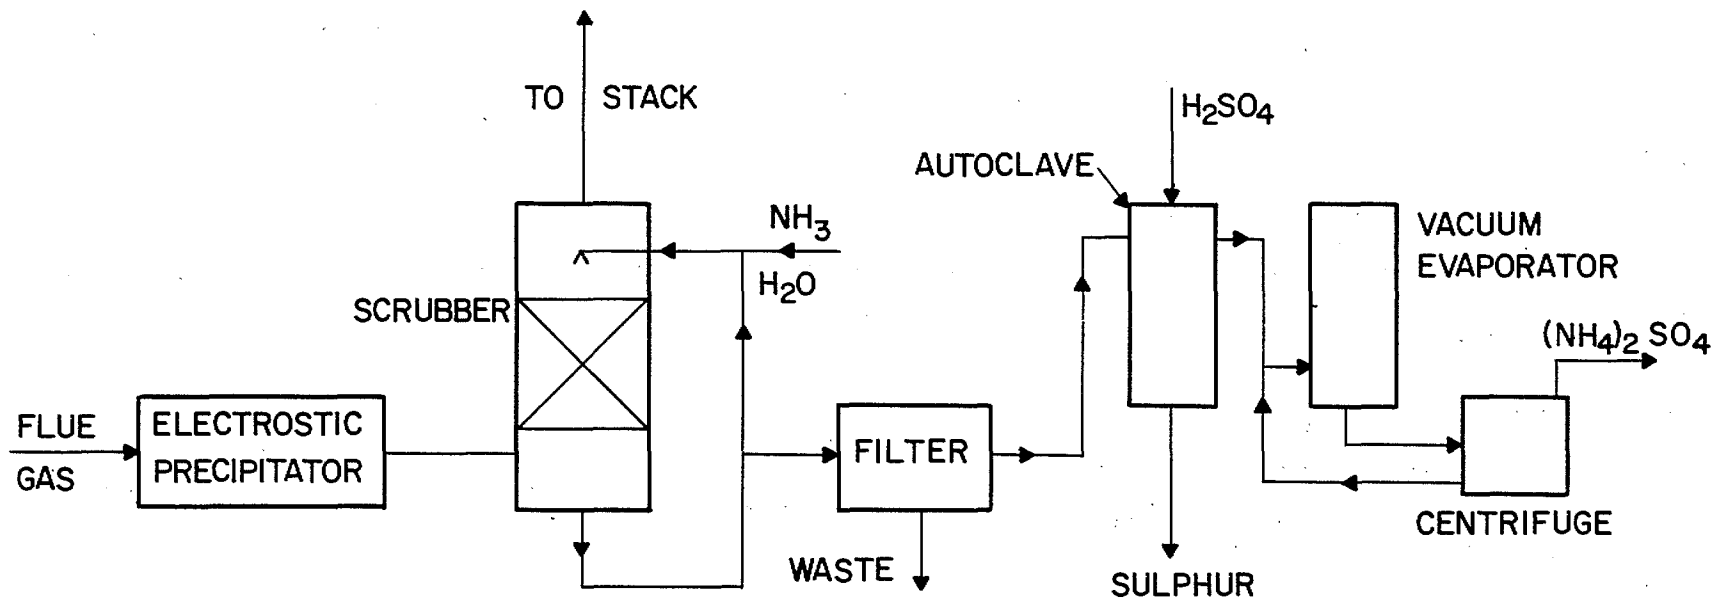 TO STACK
H2SO4
AUTOCLAVE
NH3
H2O
VACUUM
EVAPORATOR
SCRUBBER
(NH4)2 SO4
FLUE
GAS
ELECTROSTIC
PRECIPITATOR
FILTER
CENTRIFUGE
WASTE
SULPHUR